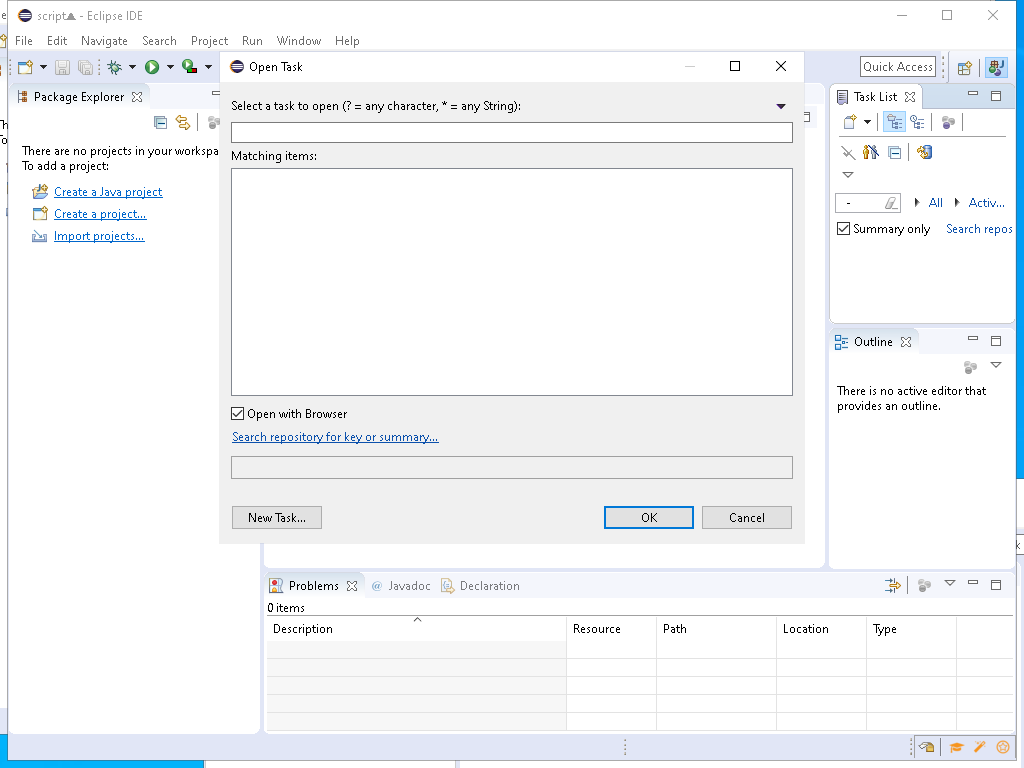 script▲ - Eclipse IDE
File Edit Navigate Search Project Run Window Help
Quick Access
Open Task
Package Explorer
Task List
Select a task to open (? = any character, * = any String):
There are no projects in your workspa
To add a project:
Matching items:
Create a Java project
Create a project...
Import projects...
All Activ...
Summary only Search repos
Outline
There is no active editor that
provides an outline.
Open with Browser
Search repository for key or summary...
New Task... OK Cancel
Problems @ Javadoc Declaration
0 items
Description Resource Path Location Type